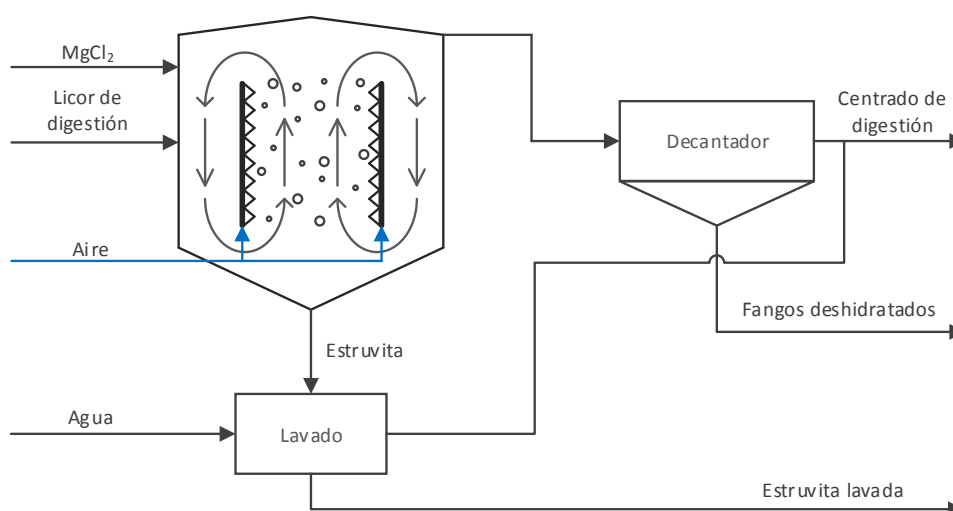 MgCl₂
Licor de
digestión
Centrado de
digestión
Decantador
Aire
Fangos deshidratados
Estruvita
Agua
Lavado
Estruvita lavada